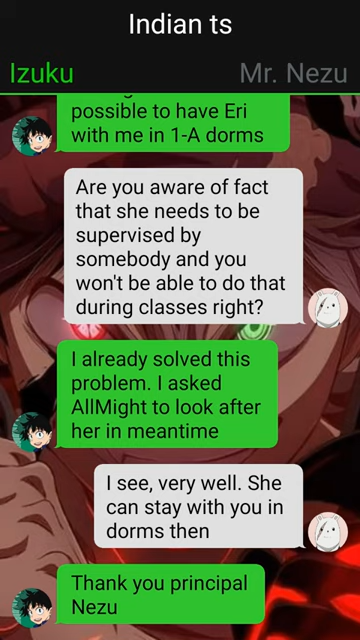 Indian ts
Izuku
Mr. Nezu
possible to have Eri
with me in 1-A dorms
Are you aware of fact
that she needs to be
supervised by
somebody and you
won't be able to do that
during classes right?
I already solved this
problem. I asked
AllMight to look after
her in meantime
I see, very well. She
can stay with you in
dorms then
Thank you principal
Nezu